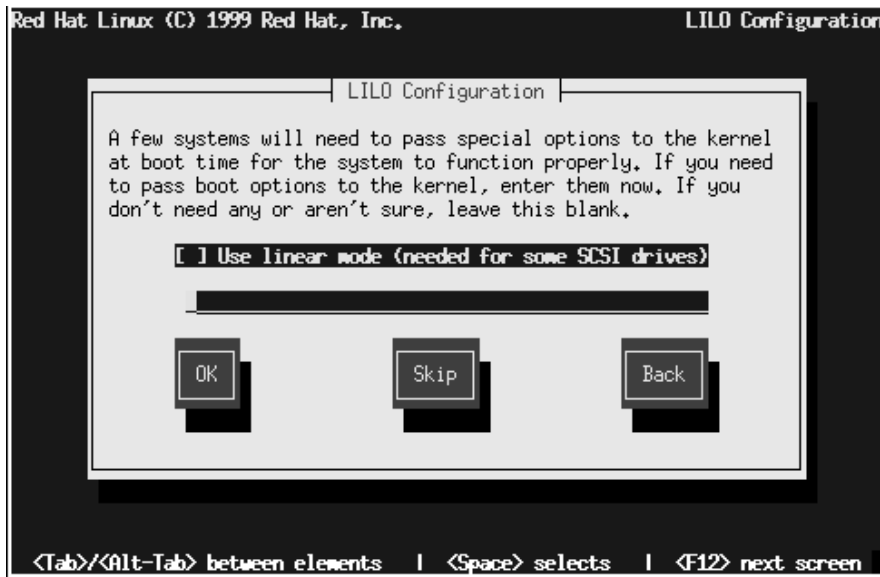 Red Hat Linux (C) 1999 Red Hat, Inc. LILO Configuration
LILO Configuration
A few systems will need to pass special options to the kernel
at boot time for the system to function properly. If you need
to pass boot options to the kernel, enter them now. If you
don't need any or aren't sure, leave this blank.
[ ] Use linear mode (needed for some SCSI drives)
OK Skip Back
<Tab>/<Alt-Tab> between elements | <Space> selects | <F12> next screen